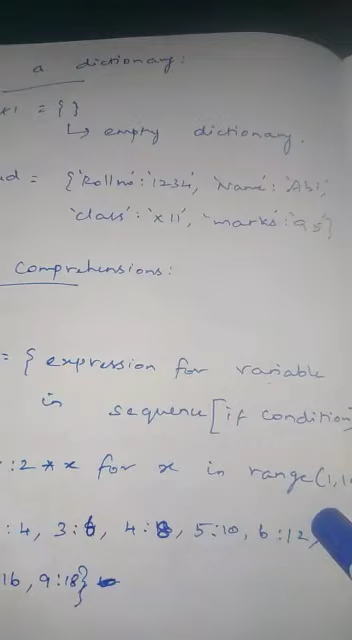 a dictionary:
= { }
↳ empty dictionary.
= {'Rollno':'1234', 'Name':'Abi',
'class':'XII', 'marks':'95'}
Comprehensions:
= { expression for variable
in sequence [if condition
:2**x for x in range(1,1
:4, 3:6, 4:8, 5:10, 6:12,
16, 9:18}